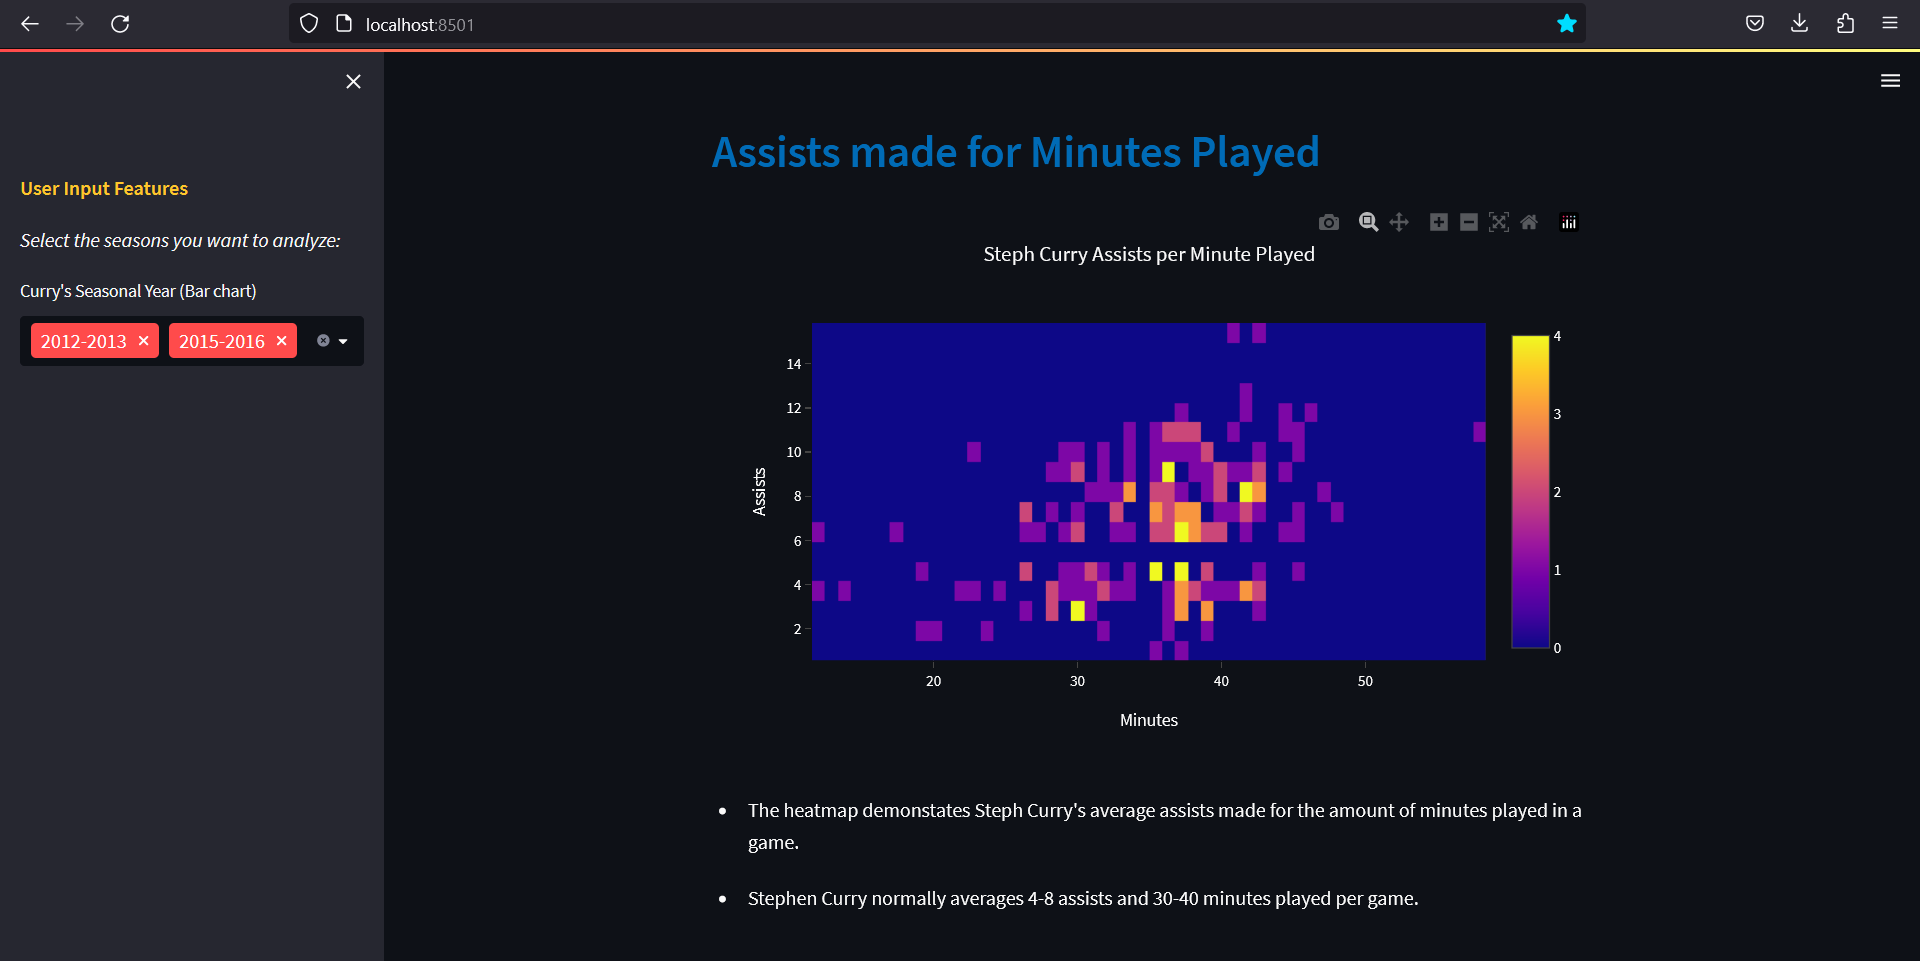 localhost:8501
User Input Features
Select the seasons you want to analyze:
Curry's Seasonal Year (Bar chart)
2012-2013
2015-2016
Assists made for Minutes Played
Steph Curry Assists per Minute Played
Assists
14
12
10
8
6
4
2
20
30
40
50
Minutes
4
3
2
1
0
The heatmap demonstates Steph Curry's average assists made for the amount of minutes played in a
game.
Stephen Curry normally averages 4-8 assists and 30-40 minutes played per game.